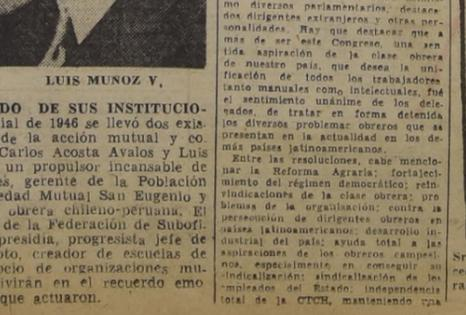 LUIS MUÑOZ V.
DO DE SUS INSTITUCIO-
ial de 1946 se llevó dos exis-
de la acción mutual y co.
Carlos Acosta Avalos y Luis
un propulsor incansable de
es, gerente de la Población
edad Mutual San Eugenio y
obrera chileno-peruana. El
de la Federación de Subofi.
presidia, progresista jefe de
oto, creador de escuelas de
ocio de organizaciones mu-
ivirán en el recuerdo emo
que actuaron.
mo diversos parlamentarios, destaca-
dos dirigentes extranjeros y otras per-
sonalidades. Hay que destacar que a
más de ser este Congreso, una sen
tida aspiración de la clase obrera
de nuestro país, que desea la uni-
ficación de todos los trabajadores
tanto manuales como intelectuales, fué
el sentimiento unánime de los dele-
gados, de tratar en forma detenida
los diversos problemar obreros que se
presentan en la actualidad en los de-
más países latinoamericanos.
Entre las resoluciones, cabe mencio-
nar la Reforma Agraria; fortaleci-
miento del régimen democrático; rein-
vindicaciones de la clase obrera; pro
blemas de la organización; contra la
persecución de dirigentes obreros en
países latinoamericanos; desarrollo in-
dustrial del país; ayuda total a las
aspiraciones de los obreros campesi-
nos, especialmente en conseguir su
sindicalización; sindicalización de los
empleados del Estado; independencia
total de la CTCH, manteniendo una
Sr
ce
ra